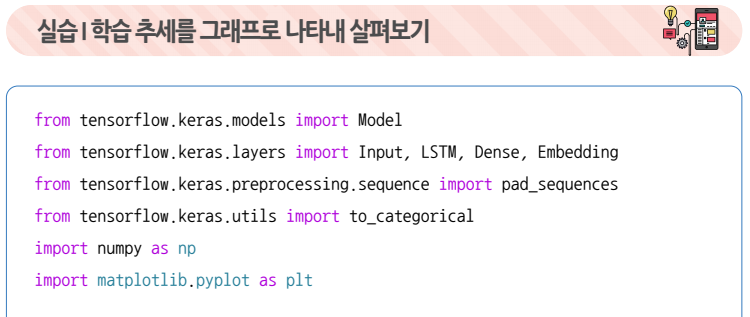 실습 | 학습 추세를 그래프로 나타내 살펴보기
from tensorflow.keras.models import Model
from tensorflow.keras.layers import Input, LSTM, Dense, Embedding
from tensorflow.keras.preprocessing.sequence import pad_sequences
from tensorflow.keras.utils import to_categorical
import numpy as np
import matplotlib.pyplot as plt